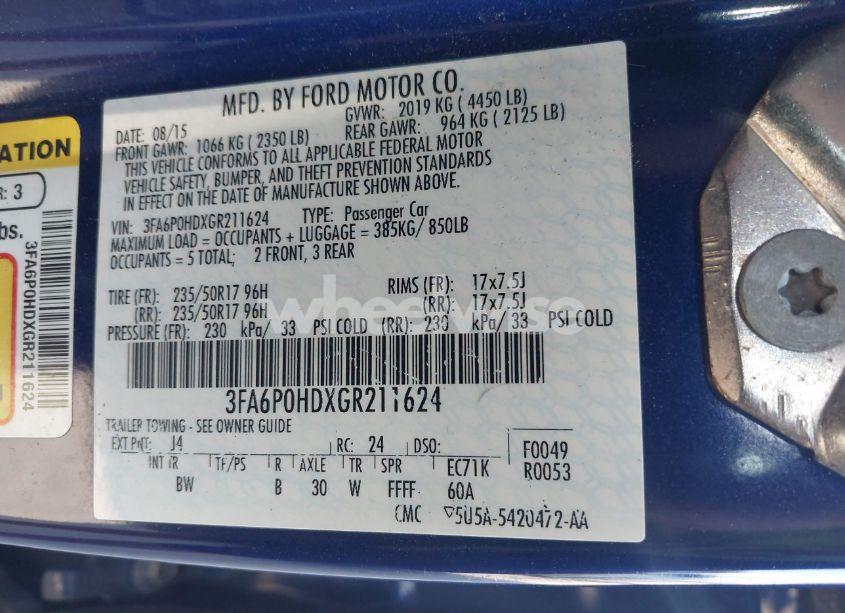 MFD. BY FORD MOTOR CO.
DATE: 08/15 GVWR: 2019 KG ( 4450 LB)
FRONT GAWR: 1066 KG ( 2350 LB) REAR GAWR: 964 KG ( 2125 LB)
THIS VEHICLE CONFORMS TO ALL APPLICABLE FEDERAL MOTOR
VEHICLE SAFETY, BUMPER, AND THEFT PREVENTION STANDARDS
IN EFFECT ON THE DATE OF MANUFACTURE SHOWN ABOVE.
VIN: 3FA6P0HDXGR211624 TYPE: Passenger Car
MAXIMUM LOAD = OCCUPANTS + LUGGAGE = 385KG/ 850LB
OCCUPANTS = 5 TOTAL; 2 FRONT, 3 REAR
TIRE (FR): 235/50R17 96H RIMS (FR): 17x7.5J
(RR): 235/50R17 96H (RR): 17x7.5J
PRESSURE (FR): 230 kPa/ 33 PSI COLD (RR): 230 kPa/ 33 PSI COLD
3FA6P0HDXGR211624
TRAILER TOWING - SEE OWNER GUIDE
EXT PNT: J4 RC: 24 DSO: F0049
INT TR TP/PS R AXLE TR SPR EC71K R0053
BW B 30 W FFFF 60A
CMC 5U5A-5420472-AA
ATION
R: 3
bs.
3FA6P0HDXGR211624